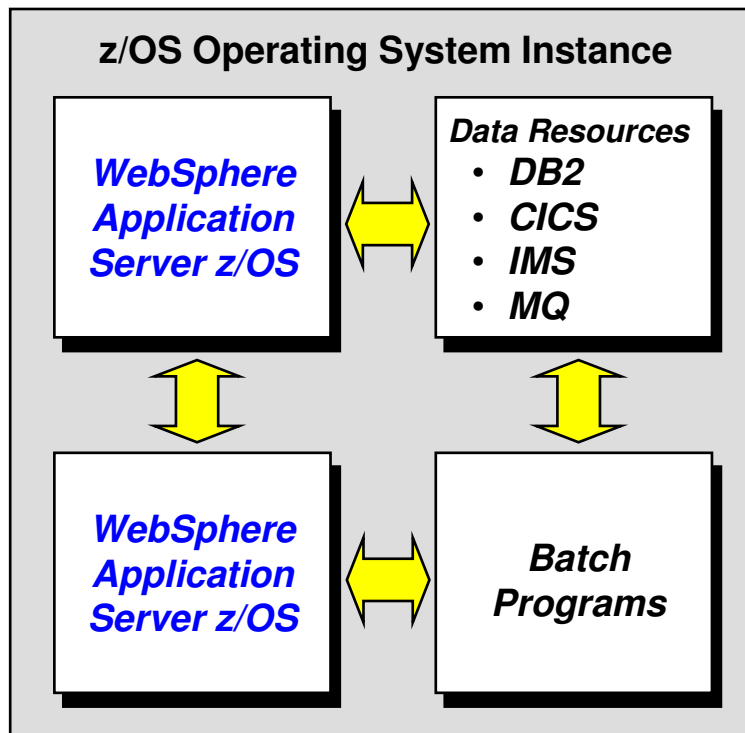 z/OS Operating System Instance
WebSphere
Application
Server z/OS
Data Resources
• DB2
• CICS
• IMS
• MQ
WebSphere
Application
Server z/OS
Batch
Programs